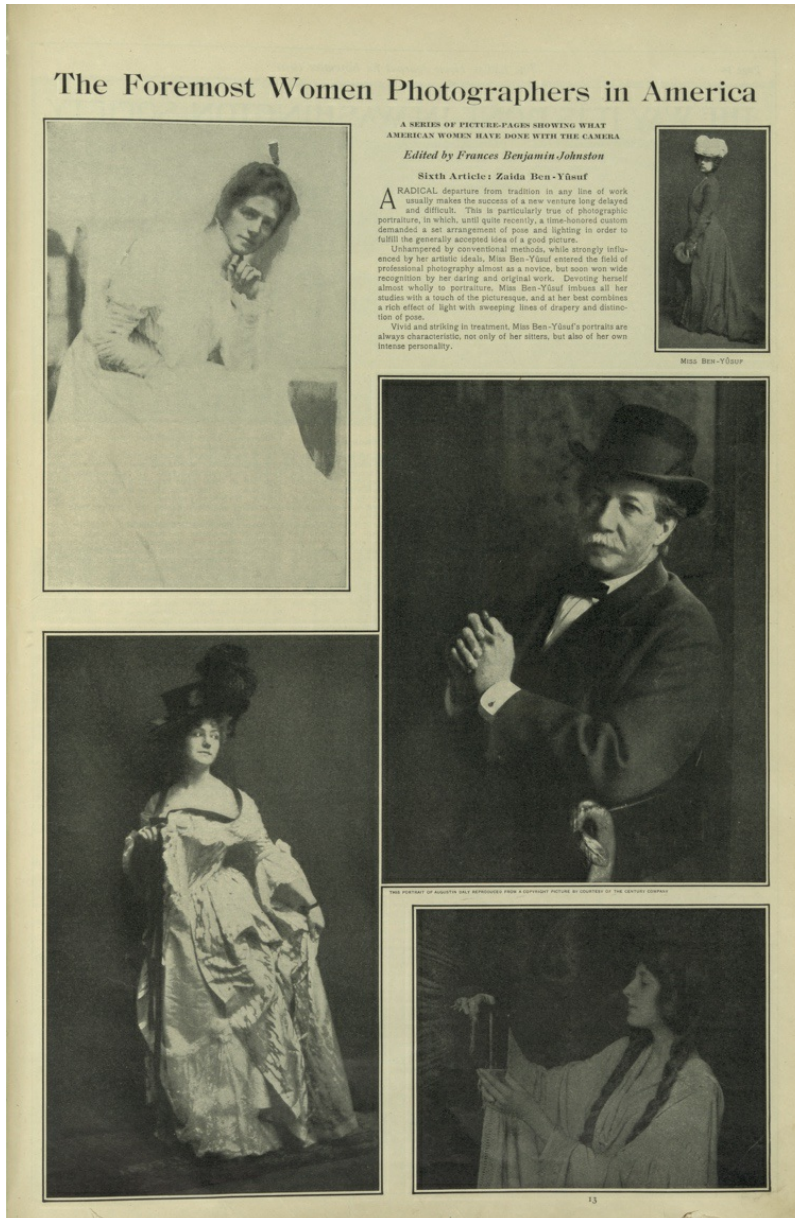 The Foremost Women Photographers in America
A SERIES OF PICTURE-PAGES SHOWING WHAT
AMERICAN WOMEN HAVE DONE WITH THE CAMERA
Edited by Frances Benjamin Johnston
Sixth Article: Zaida Ben-Yûsuf
A RADICAL departure from tradition in any line of work
usually makes the success of a new venture long delayed
and difficult. This is particularly true of photographic
portraiture, in which, until quite recently, a time-honored custom
demanded a set arrangement of pose and lighting in order to
fulfill the generally accepted idea of a good picture.
Unhampered by conventional methods, while strongly influ-
enced by her artistic ideals, Miss Ben-Yûsuf entered the field of
professional photography almost as a novice, but soon won wide
recognition by her daring and original work. Devoting herself
almost wholly to portraiture, Miss Ben-Yûsuf imbues all her
studies with a touch of the picturesque, and at her best combines
a rich effect of light with sweeping lines of drapery and distinc-
tion of pose.
Vivid and striking in treatment, Miss Ben-Yûsuf's portraits are
always characteristic, not only of her sitters, but also of her own
intense personality.
MISS BEN-YÛSUF
THIS PORTRAIT OF AUGUSTIN DALY REPRODUCED FROM A COPYRIGHT PICTURE BY COURTESY OF THE CENTURY COMPANY
13